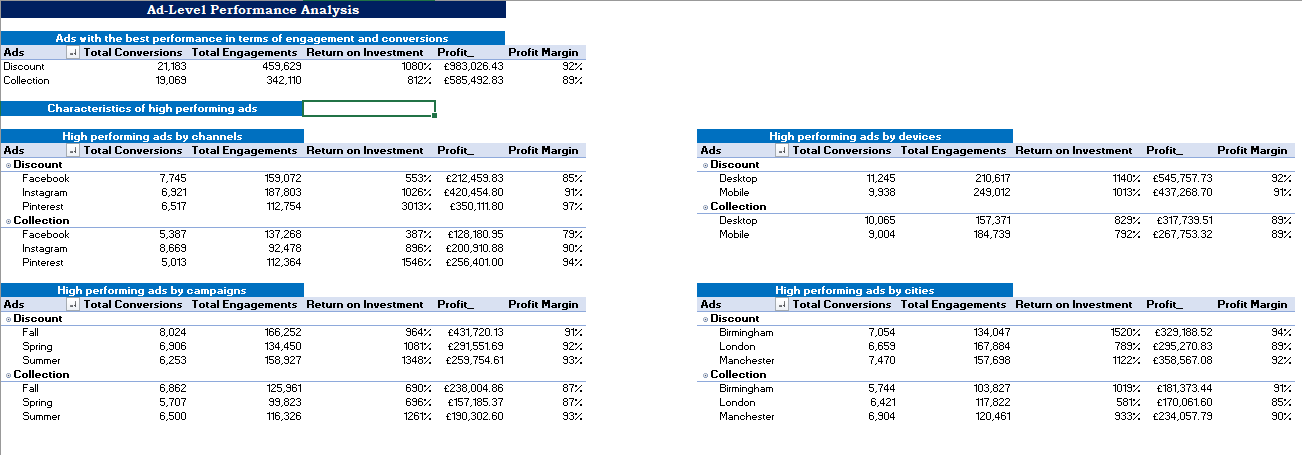 Ad-Level Performance Analysis
Ads with the best performance in terms of engagement and conversions
Ads Total Conversions Total Engagements Return on Investment Profit_ Profit Margin
Discount 21,183 459,629 1080% £983,026.43 92%
Collection 19,069 342,110 812% £585,492.83 89%
Characteristics of high performing ads
High performing ads by channels
Ads Total Conversions Total Engagements Return on Investment Profit_ Profit Margin
Discount
Facebook 7,745 159,072 553% £212,459.83 85%
Instagram 6,921 187,803 1026% £420,454.80 91%
Pinterest 6,517 112,754 3013% £350,111.80 97%
Collection
Facebook 5,387 137,268 387% £128,180.95 79%
Instagram 8,669 92,478 896% £200,910.88 90%
Pinterest 5,013 112,364 1546% £256,401.00 94%
High performing ads by devices
Ads Total Conversions Total Engagements Return on Investment Profit_ Profit Margin
Discount
Desktop 11,245 210,617 1140% £545,757.73 92%
Mobile 9,938 249,012 1013% £437,268.70 91%
Collection
Desktop 10,065 157,371 829% £317,739.51 89%
Mobile 9,004 184,739 792% £267,753.32 89%
High performing ads by campaigns
Ads Total Conversions Total Engagements Return on Investment Profit_ Profit Margin
Discount
Fall 8,024 166,252 964% £431,720.13 91%
Spring 6,906 134,450 1081% £291,551.69 92%
Summer 6,253 158,927 1348% £259,754.61 93%
Collection
Fall 6,862 125,961 690% £238,004.86 87%
Spring 5,707 99,823 696% £157,185.37 87%
Summer 6,500 116,326 1261% £190,302.60 93%
High performing ads by cities
Ads Total Conversions Total Engagements Return on Investment Profit_ Profit Margin
Discount
Birmingham 7,054 134,047 1520% £329,188.52 94%
London 6,659 167,884 789% £295,270.83 89%
Manchester 7,470 157,698 1122% £358,567.08 92%
Collection
Birmingham 5,744 103,827 1019% £181,373.44 91%
London 6,421 117,822 581% £170,061.60 85%
Manchester 6,904 120,461 933% £234,057.79 90%